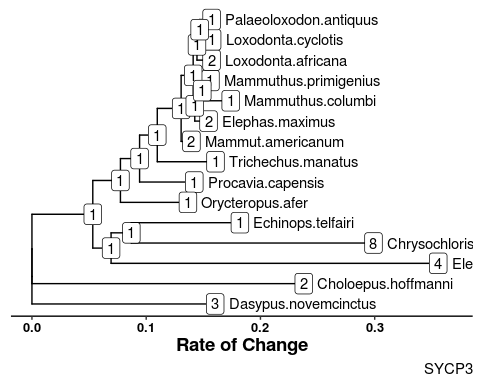 1 Palaeoloxodon.antiquus
1
1 Loxodonta.cyclotis
1
2 Loxodonta.africana
1
1 Mammuthus.primigenius
1
1 Mammuthus.columbi
1 1
2 Elephas.maximus
1
2 Mammut.americanum
1
1 Trichechus.manatus
1
1 Procavia.capensis
1 Orycteropus.afer
1
1 Echinops.telfairi
1
8 Chrysochloris
1
4 Ele
2 Choloepus.hoffmanni
3 Dasypus.novemcinctus
0.0 0.1 0.2 0.3
Rate of Change
SYCP3